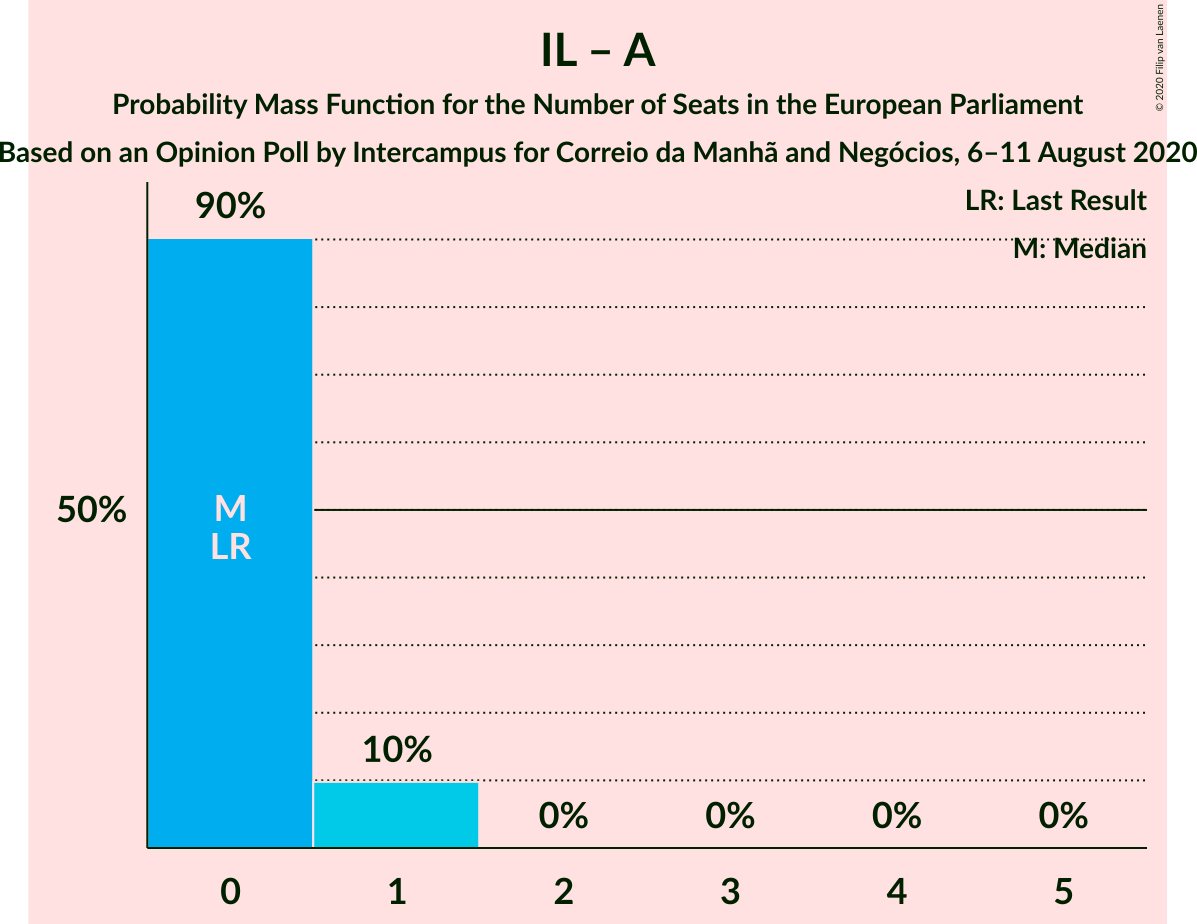 IL – A
Probability Mass Function for the Number of Seats in the European Parliament
Based on an Opinion Poll by Intercampus for Correio da Manhã and Negócios, 6–11 August 2020
© 2020 Filip van Laenen
LR: Last Result
M: Median
90%
50%
M
LR
10%
0%
0%
0%
0%
0
1
2
3
4
5